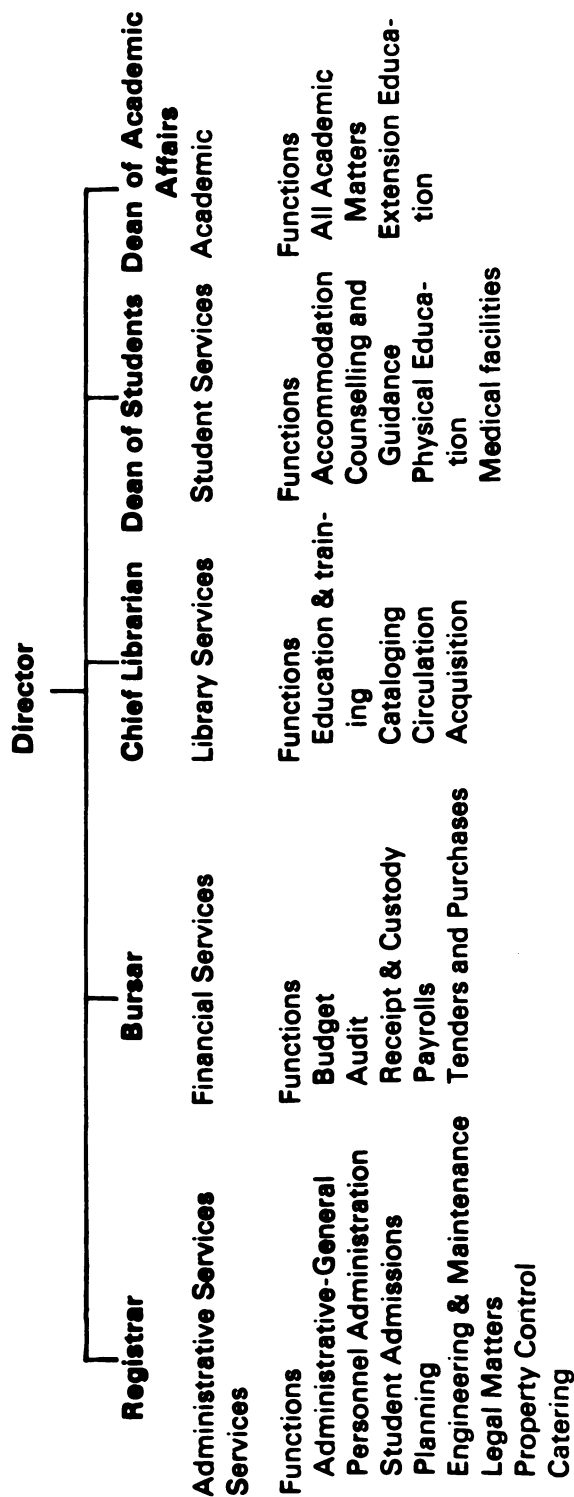 Director
Registrar
Administrative Services
Services
Functions
Administrative-General
Personnel Administration
Student Admissions
Planning
Engineering & Maintenance
Legal Matters
Property Control
Catering
Bursar
Financial Services
Functions
Budget
Audit
Receipt & Custody
Payrolls
Tenders and Purchases
Chief Librarian
Library Services
Functions
Education & train-
ing
Cataloging
Circulation
Acquisition
Dean of Students
Student Services
Functions
Accommodation
Counselling and
Guidance
Physical Educa-
tion
Medical facilities
Dean of Academic
Affairs
Academic
Functions
All Academic
Matters
Extension Educa-
tion